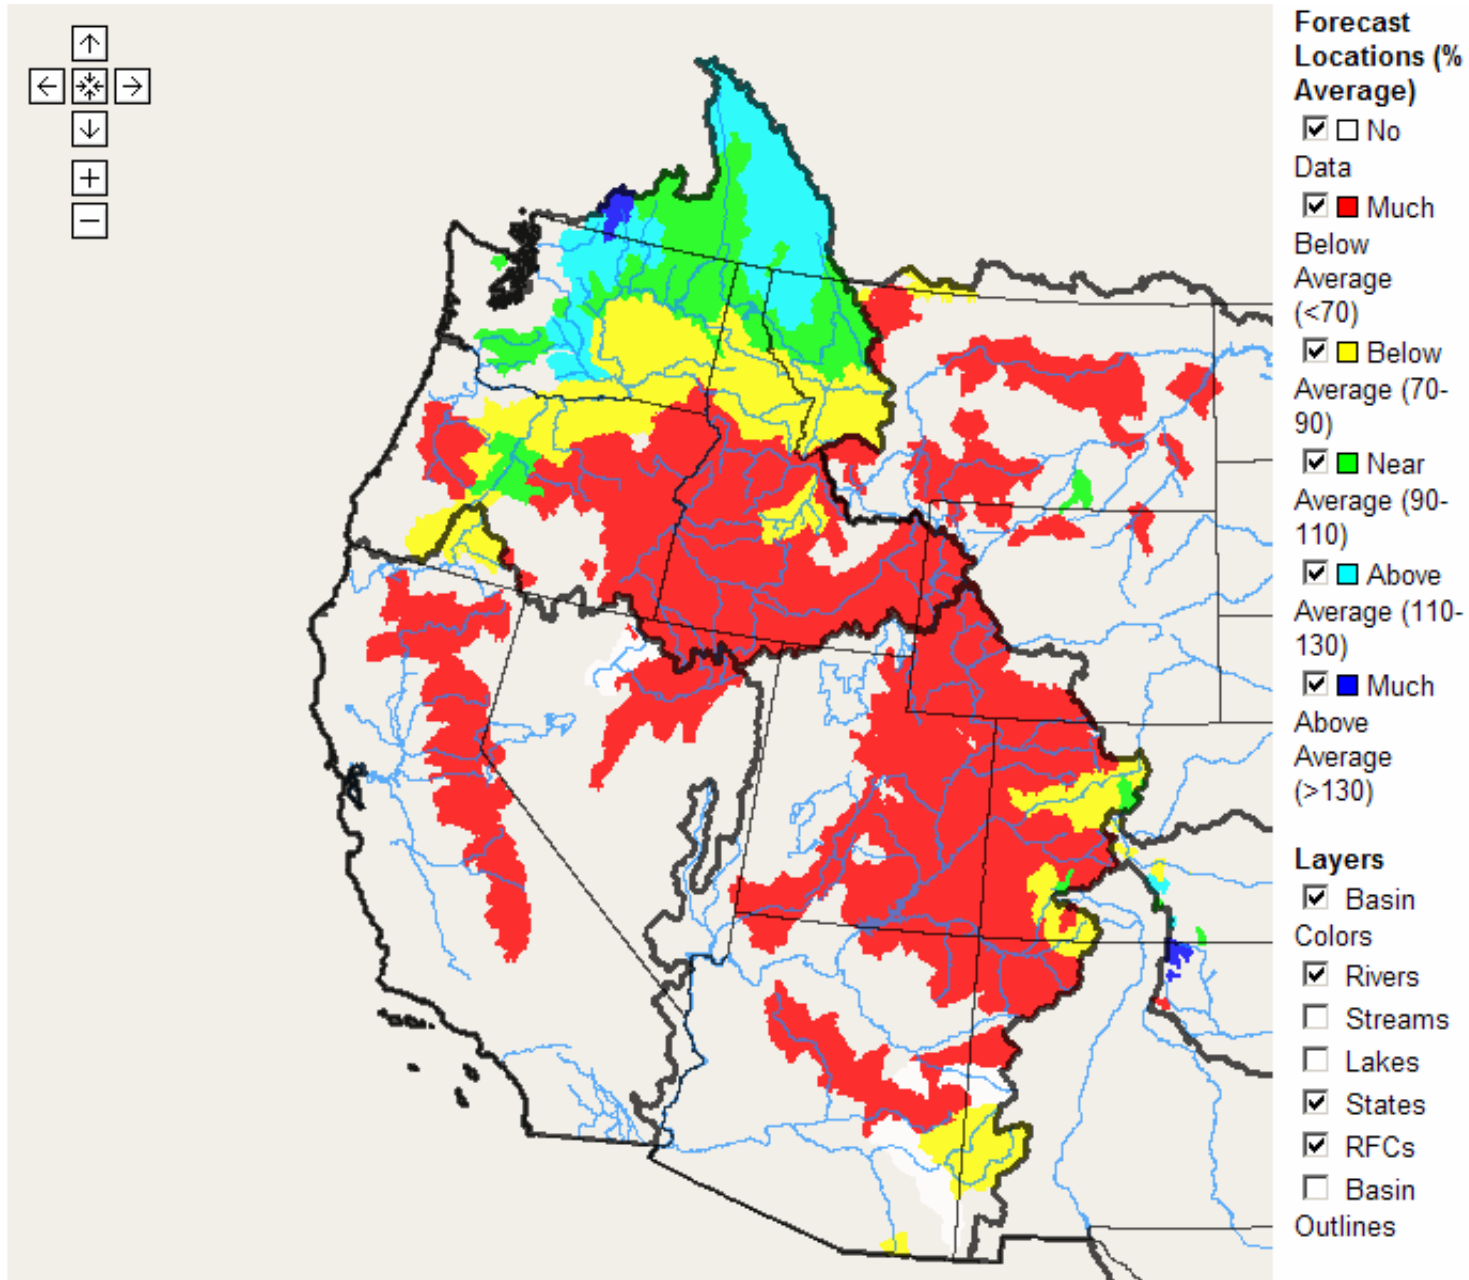 Forecast
Locations (%
Average)
No
Data
Much
Below
Average
(<70)
Below
Average (70-
90)
Near
Average (90-
110)
Above
Average (110-
130)
Much
Above
Average
(>130)
Layers
Basin
Colors
Rivers
Streams
Lakes
States
RFCs
Basin
Outlines